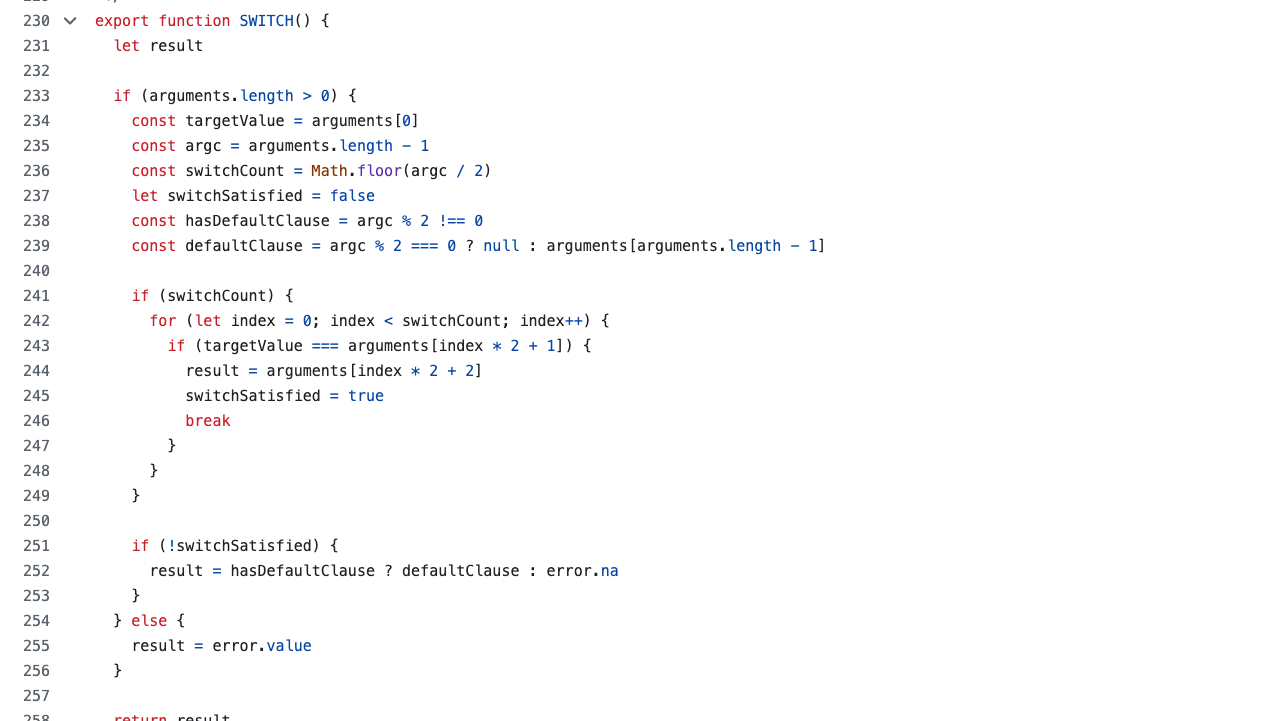 230 export function SWITCH() {
231 let result
232
233 if (arguments.length > 0) {
234 const targetValue = arguments[0]
235 const argc = arguments.length - 1
236 const switchCount = Math.floor(argc / 2)
237 let switchSatisfied = false
238 const hasDefaultClause = argc % 2 !== 0
239 const defaultClause = argc % 2 === 0 ? null : arguments[arguments.length - 1]
240
241 if (switchCount) {
242 for (let index = 0; index < switchCount; index++) {
243 if (targetValue === arguments[index * 2 + 1]) {
244 result = arguments[index * 2 + 2]
245 switchSatisfied = true
246 break
247 }
248 }
249 }
250
251 if (!switchSatisfied) {
252 result = hasDefaultClause ? defaultClause : error.na
253 }
254 } else {
255 result = error.value
256 }
257
258 return result